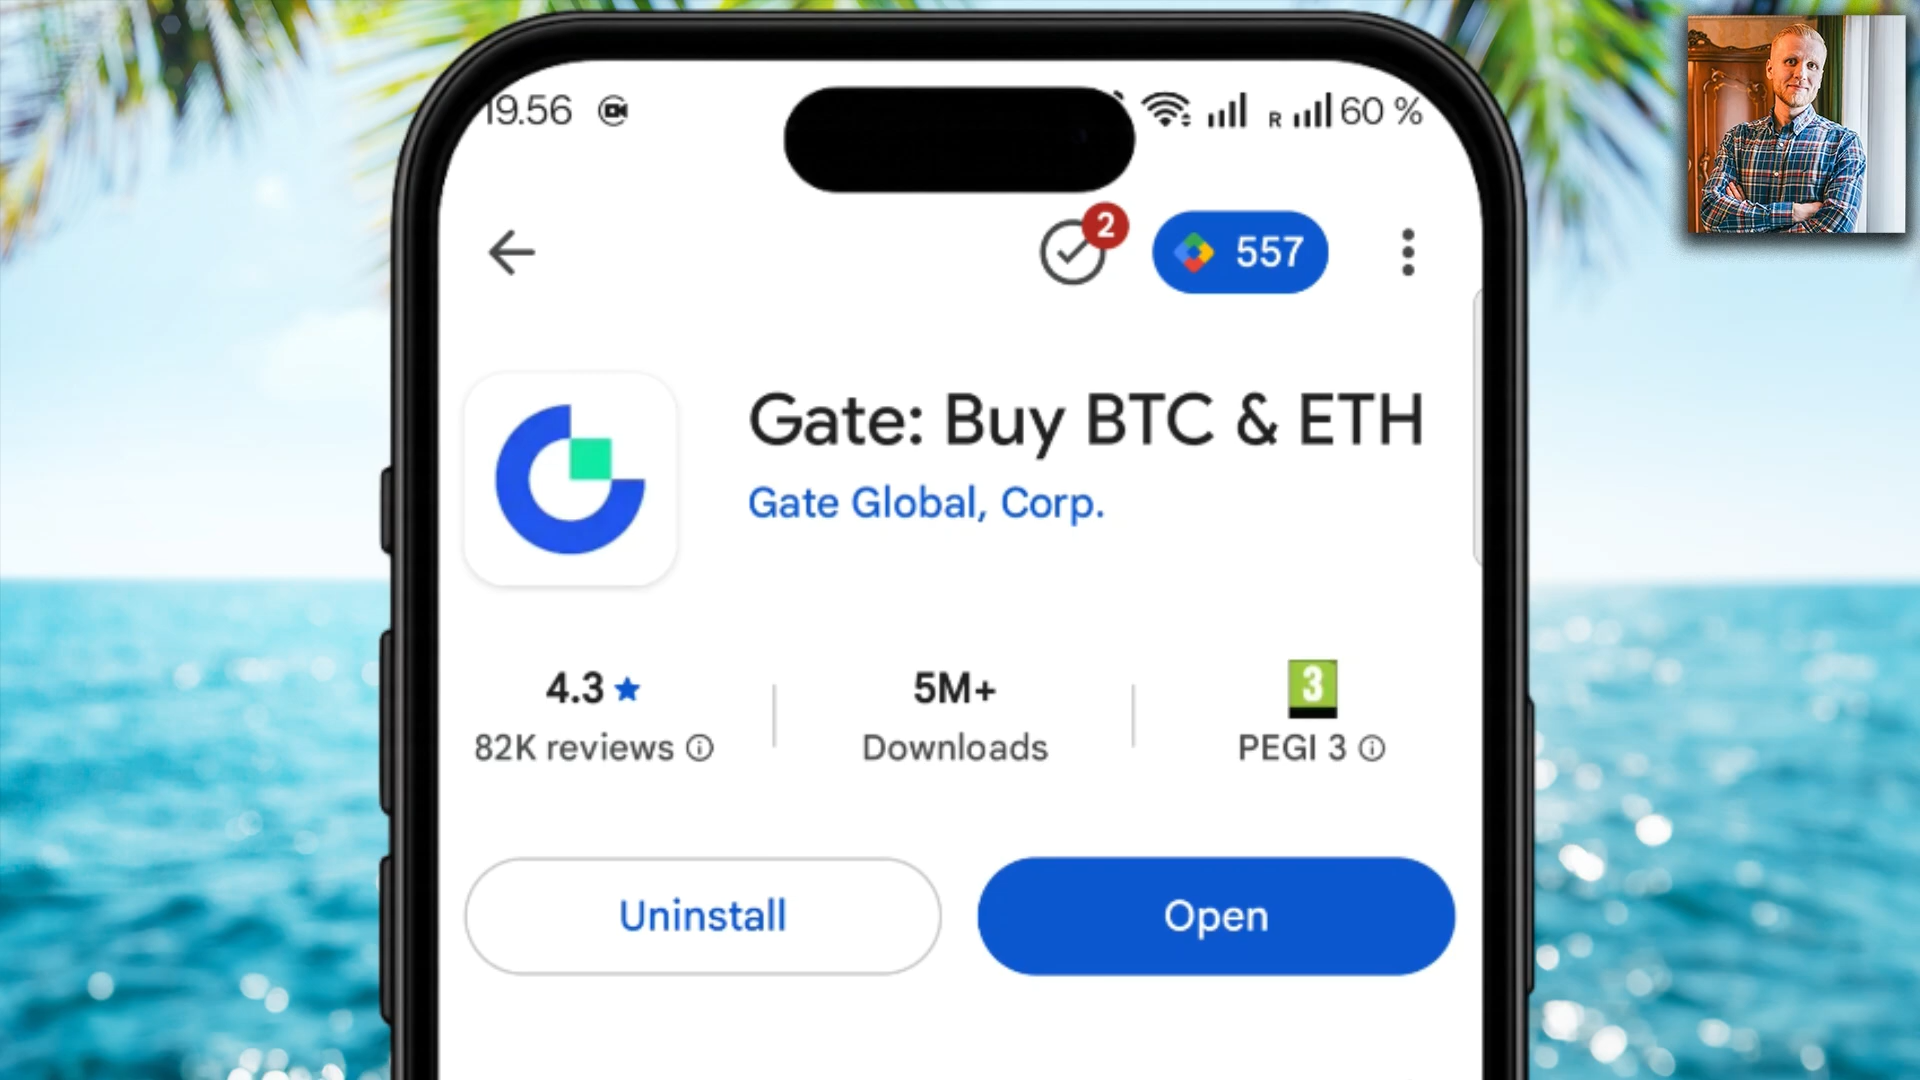 19.56 R 60 %
2 557
Gate: Buy BTC & ETH
Gate Global, Corp.
4.3 5M+ 3
82K reviews Downloads PEGI 3
Uninstall Open